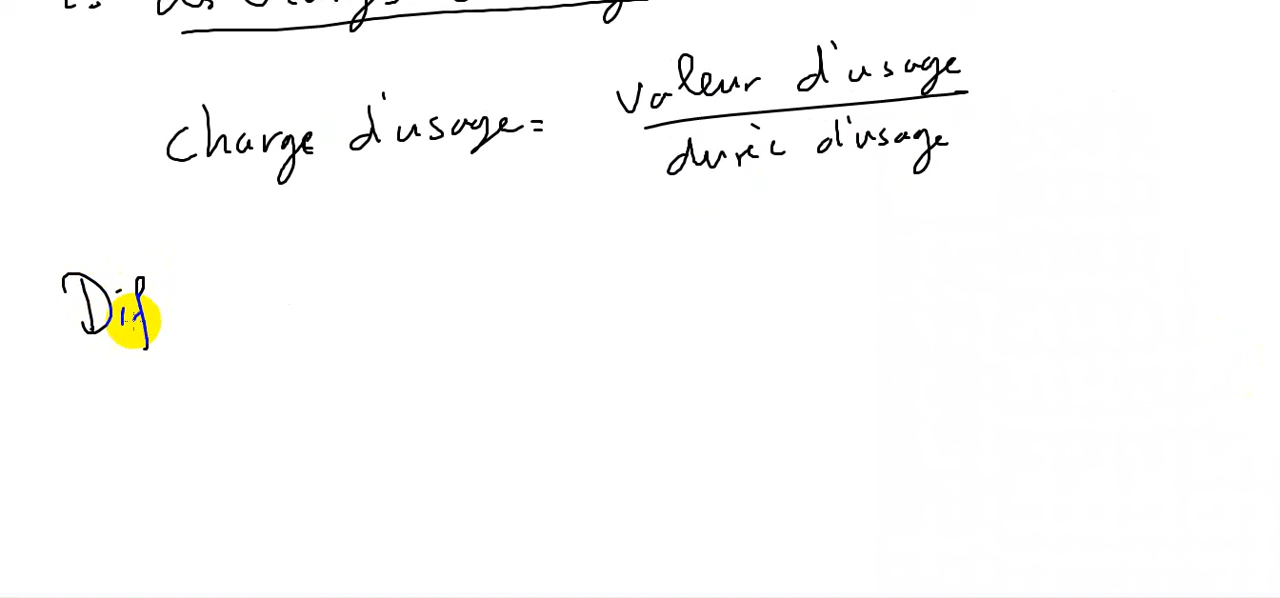 charge d'usage = valeur d'usage
durée d'usage
Dif